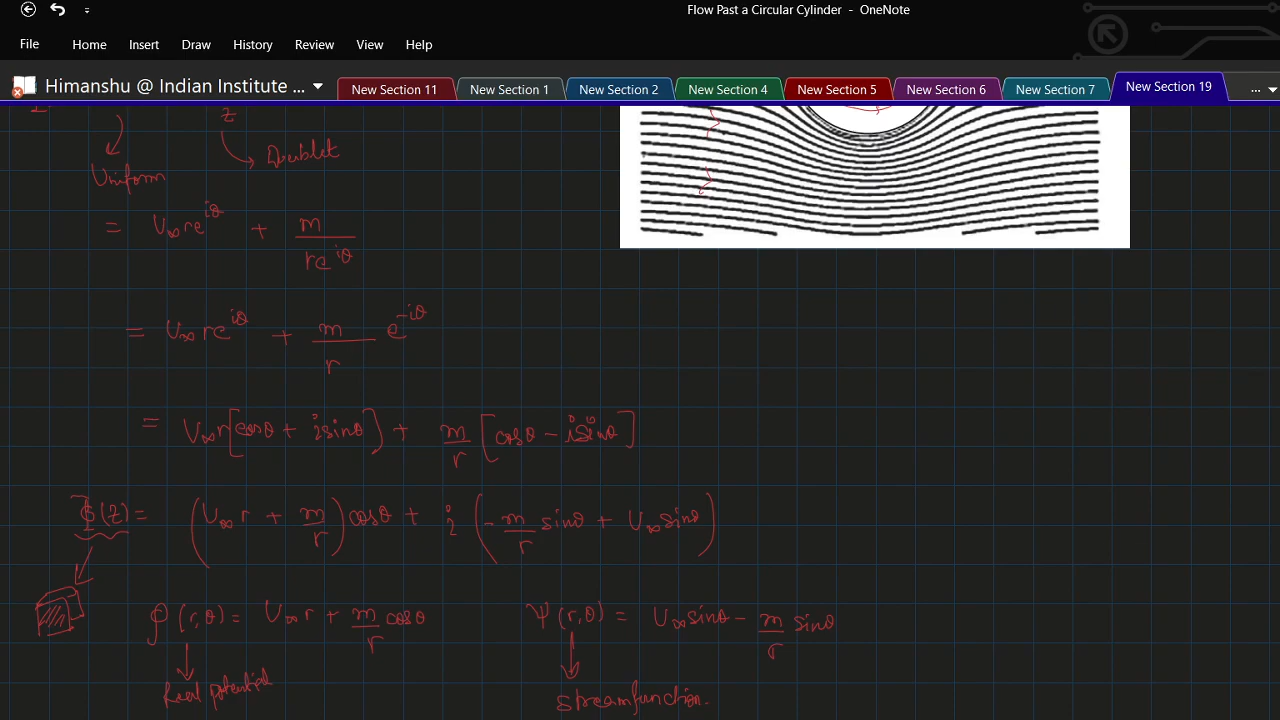 Flow Past a Circular Cylinder - OneNote
File Home Insert Draw History Review View Help
Himanshu @ Indian Institute ...
New Section 11 New Section 1 New Section 2 New Section 4 New Section 5 New Section 6 New Section 7 New Section 19 ...
z
Doublet
Uniform
= U∞re^{iθ} + m/(re^{iθ})
= U∞re^{iθ} + m/r e^{-iθ}
= U∞r[cosθ + isinθ] + m/r [cosθ - isinθ]
Φ(z) = (U∞r + m/r)cosθ + i(-m/r sinθ + U∞sinθ)
φ(r,θ) = U∞r + m/r cosθ
ψ(r,θ) = U∞sinθ - m/r sinθ
Real potential
Streamfunction.